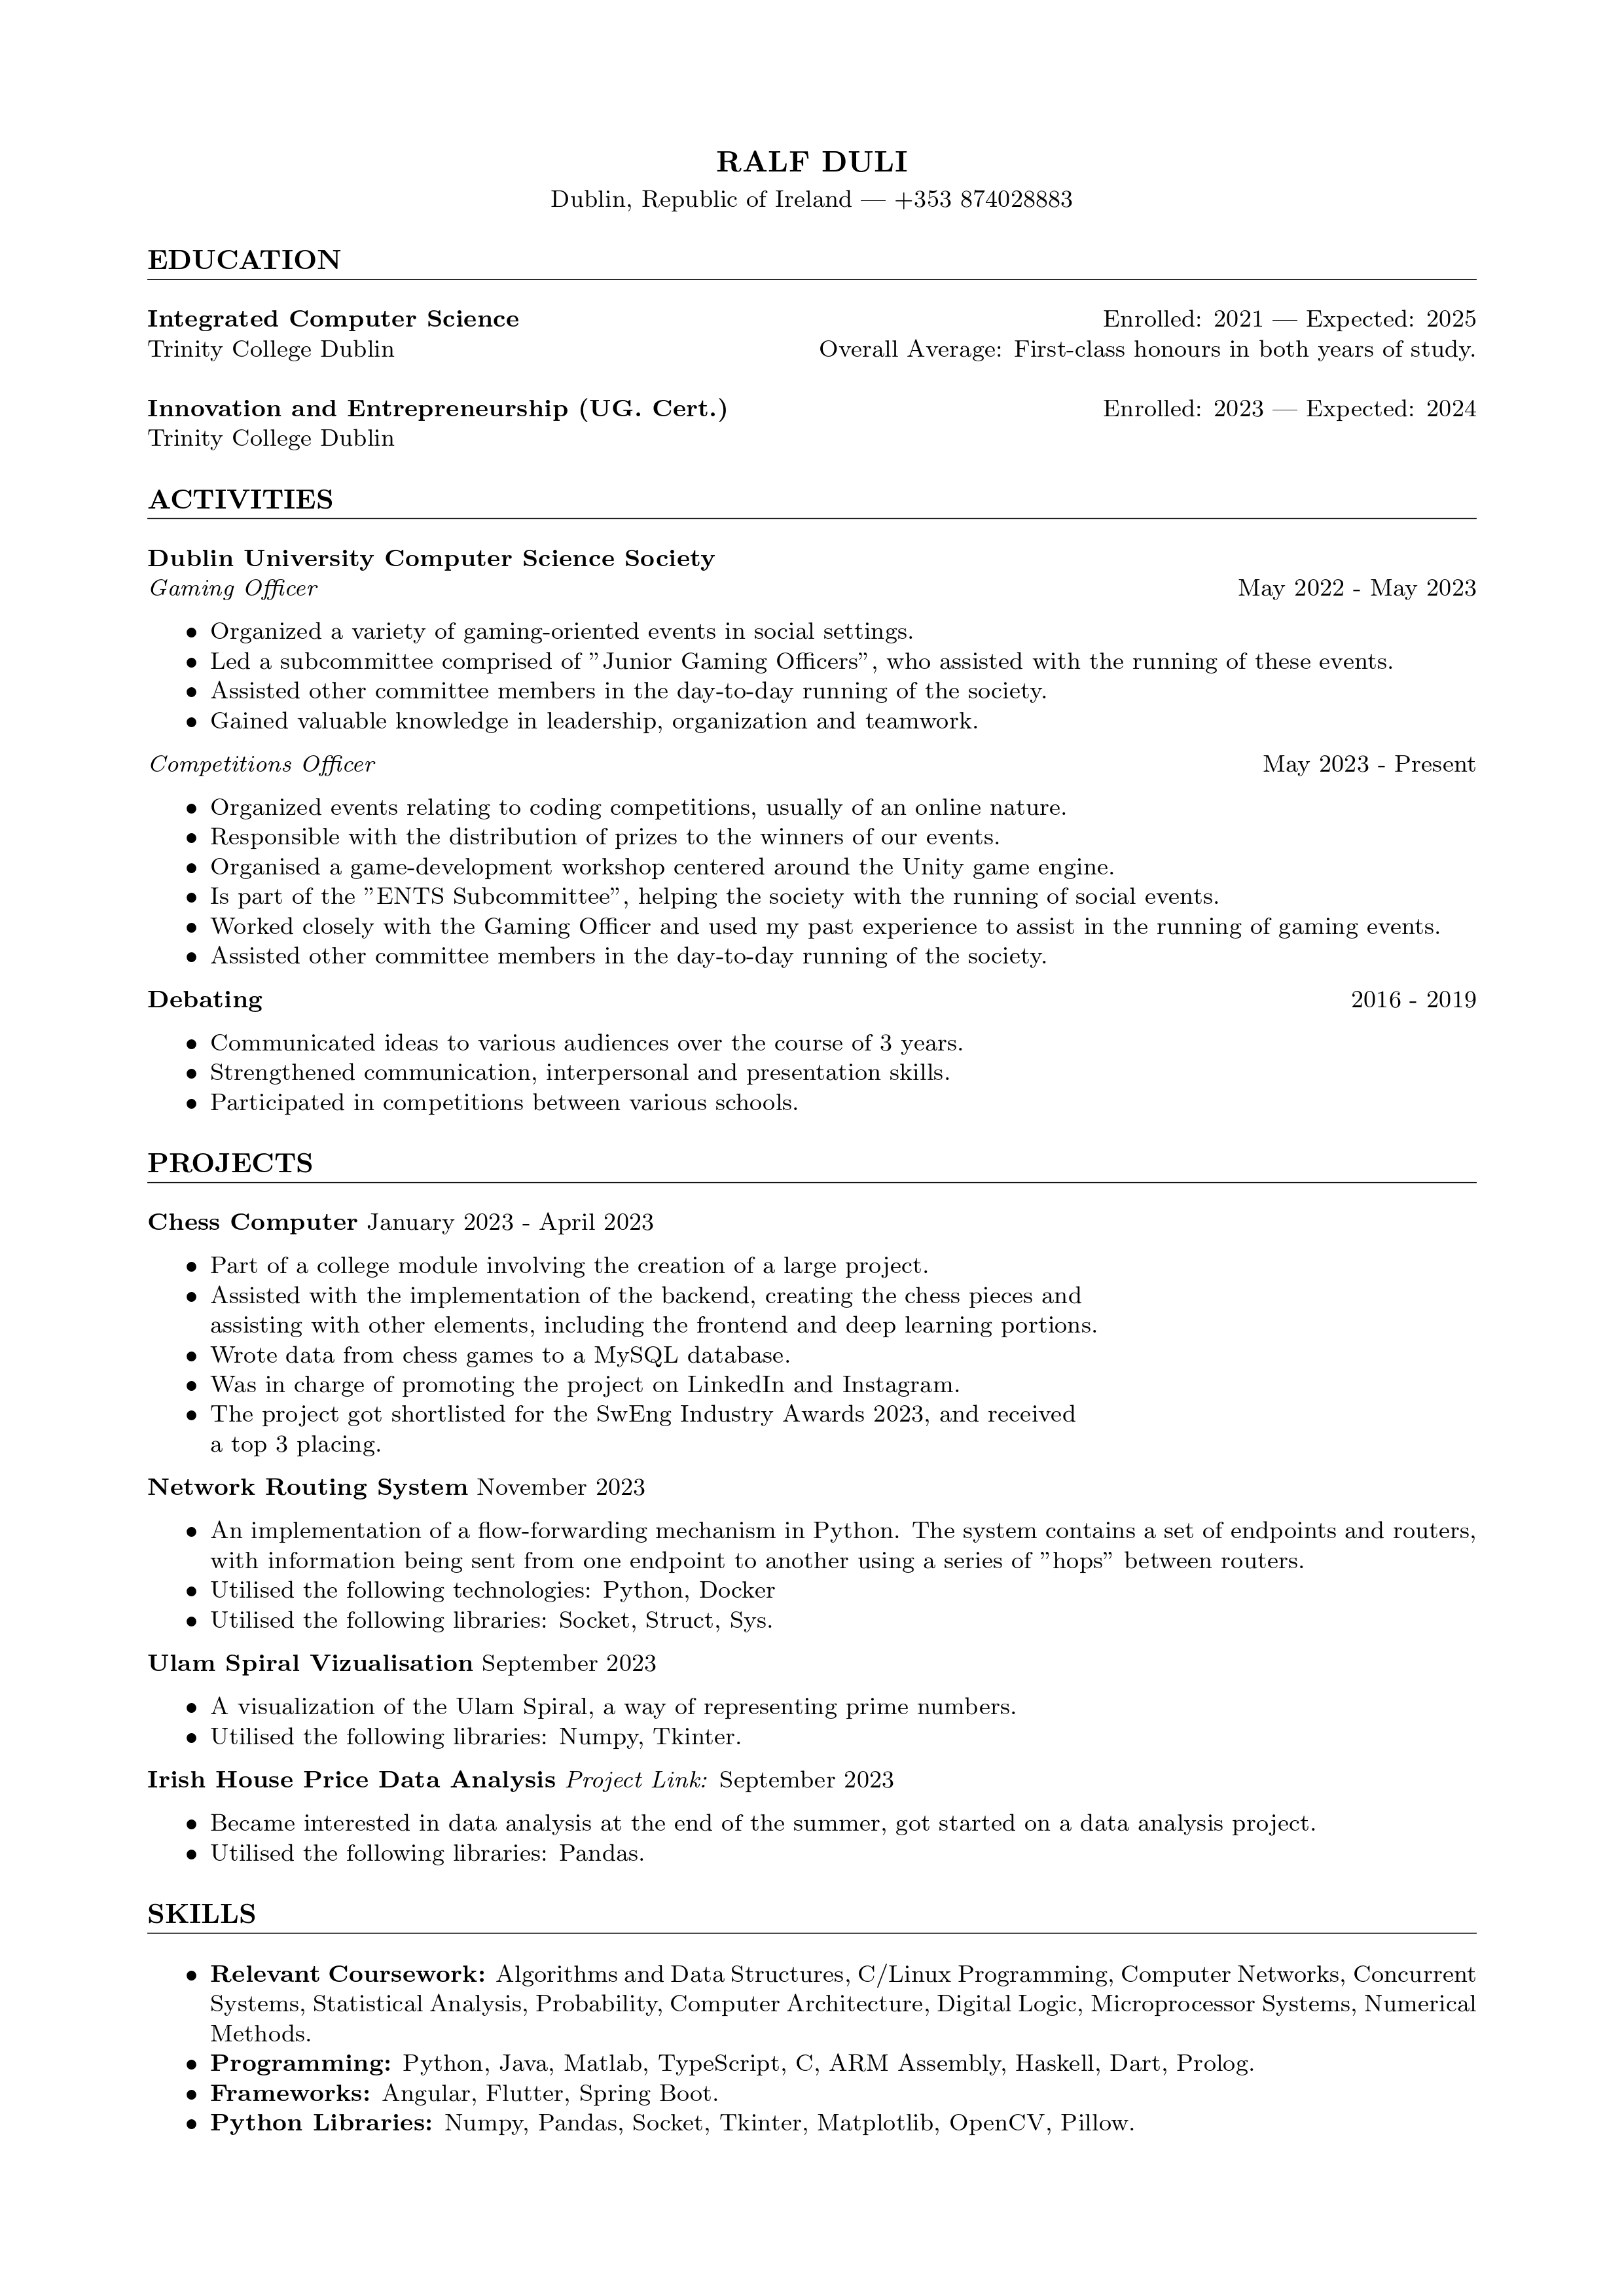 RALF DULI
Dublin, Republic of Ireland — +353 874028883
EDUCATION
Integrated Computer Science Enrolled: 2021 — Expected: 2025
Trinity College Dublin Overall Average: First-class honours in both years of study.
Innovation and Entrepreneurship (UG. Cert.) Enrolled: 2023 — Expected: 2024
Trinity College Dublin
ACTIVITIES
Dublin University Computer Science Society
Gaming Officer May 2022 - May 2023
• Organized a variety of gaming-oriented events in social settings.
• Led a subcommittee comprised of ”Junior Gaming Officers”, who assisted with the running of these events.
• Assisted other committee members in the day-to-day running of the society.
• Gained valuable knowledge in leadership, organization and teamwork.
Competitions Officer May 2023 - Present
• Organized events relating to coding competitions, usually of an online nature.
• Responsible with the distribution of prizes to the winners of our events.
• Organised a game-development workshop centered around the Unity game engine.
• Is part of the ”ENTS Subcommittee”, helping the society with the running of social events.
• Worked closely with the Gaming Officer and used my past experience to assist in the running of gaming events.
• Assisted other committee members in the day-to-day running of the society.
Debating 2016 - 2019
• Communicated ideas to various audiences over the course of 3 years.
• Strengthened communication, interpersonal and presentation skills.
• Participated in competitions between various schools.
PROJECTS
Chess Computer January 2023 - April 2023
• Part of a college module involving the creation of a large project.
• Assisted with the implementation of the backend, creating the chess pieces and
assisting with other elements, including the frontend and deep learning portions.
• Wrote data from chess games to a MySQL database.
• Was in charge of promoting the project on LinkedIn and Instagram.
• The project got shortlisted for the SwEng Industry Awards 2023, and received
a top 3 placing.
Network Routing System November 2023
• An implementation of a flow-forwarding mechanism in Python. The system contains a set of endpoints and routers,
with information being sent from one endpoint to another using a series of ”hops” between routers.
• Utilised the following technologies: Python, Docker
• Utilised the following libraries: Socket, Struct, Sys.
Ulam Spiral Vizualisation September 2023
• A visualization of the Ulam Spiral, a way of representing prime numbers.
• Utilised the following libraries: Numpy, Tkinter.
Irish House Price Data Analysis Project Link: September 2023
• Became interested in data analysis at the end of the summer, got started on a data analysis project.
• Utilised the following libraries: Pandas.
SKILLS
• Relevant Coursework: Algorithms and Data Structures, C/Linux Programming, Computer Networks, Concurrent
Systems, Statistical Analysis, Probability, Computer Architecture, Digital Logic, Microprocessor Systems, Numerical
Methods.
• Programming: Python, Java, Matlab, TypeScript, C, ARM Assembly, Haskell, Dart, Prolog.
• Frameworks: Angular, Flutter, Spring Boot.
• Python Libraries: Numpy, Pandas, Socket, Tkinter, Matplotlib, OpenCV, Pillow.